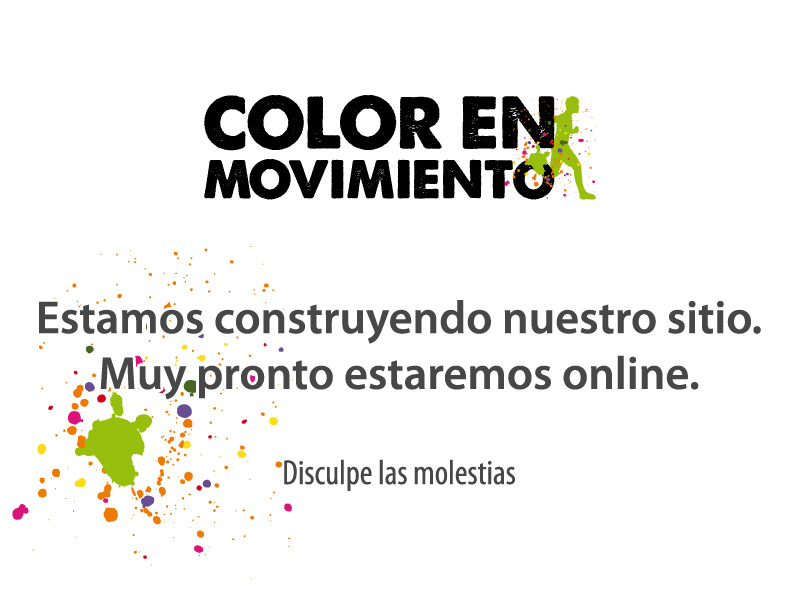 COLOR EN
MOVIMIENTO
Estamos construyendo nuestro sitio.
Muy pronto estaremos online.
Disculpe las molestias